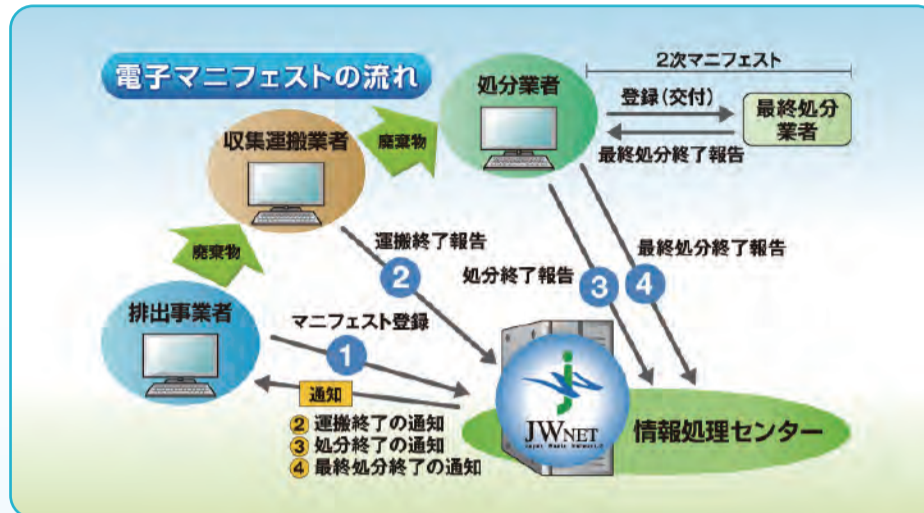 電子マニフェストの流れ
処分業者
2次マニフェスト
登録(交付)
最終処分
業者
最終処分終了報告
収集運搬業者
廃棄物
廃棄物
運搬終了報告
②
処分終了報告
③
最終処分終了報告
④
排出事業者
マニフェスト登録
①
通知
② 運搬終了の通知
③ 処分終了の通知
④ 最終処分終了の通知
JWNET
情報処理センター